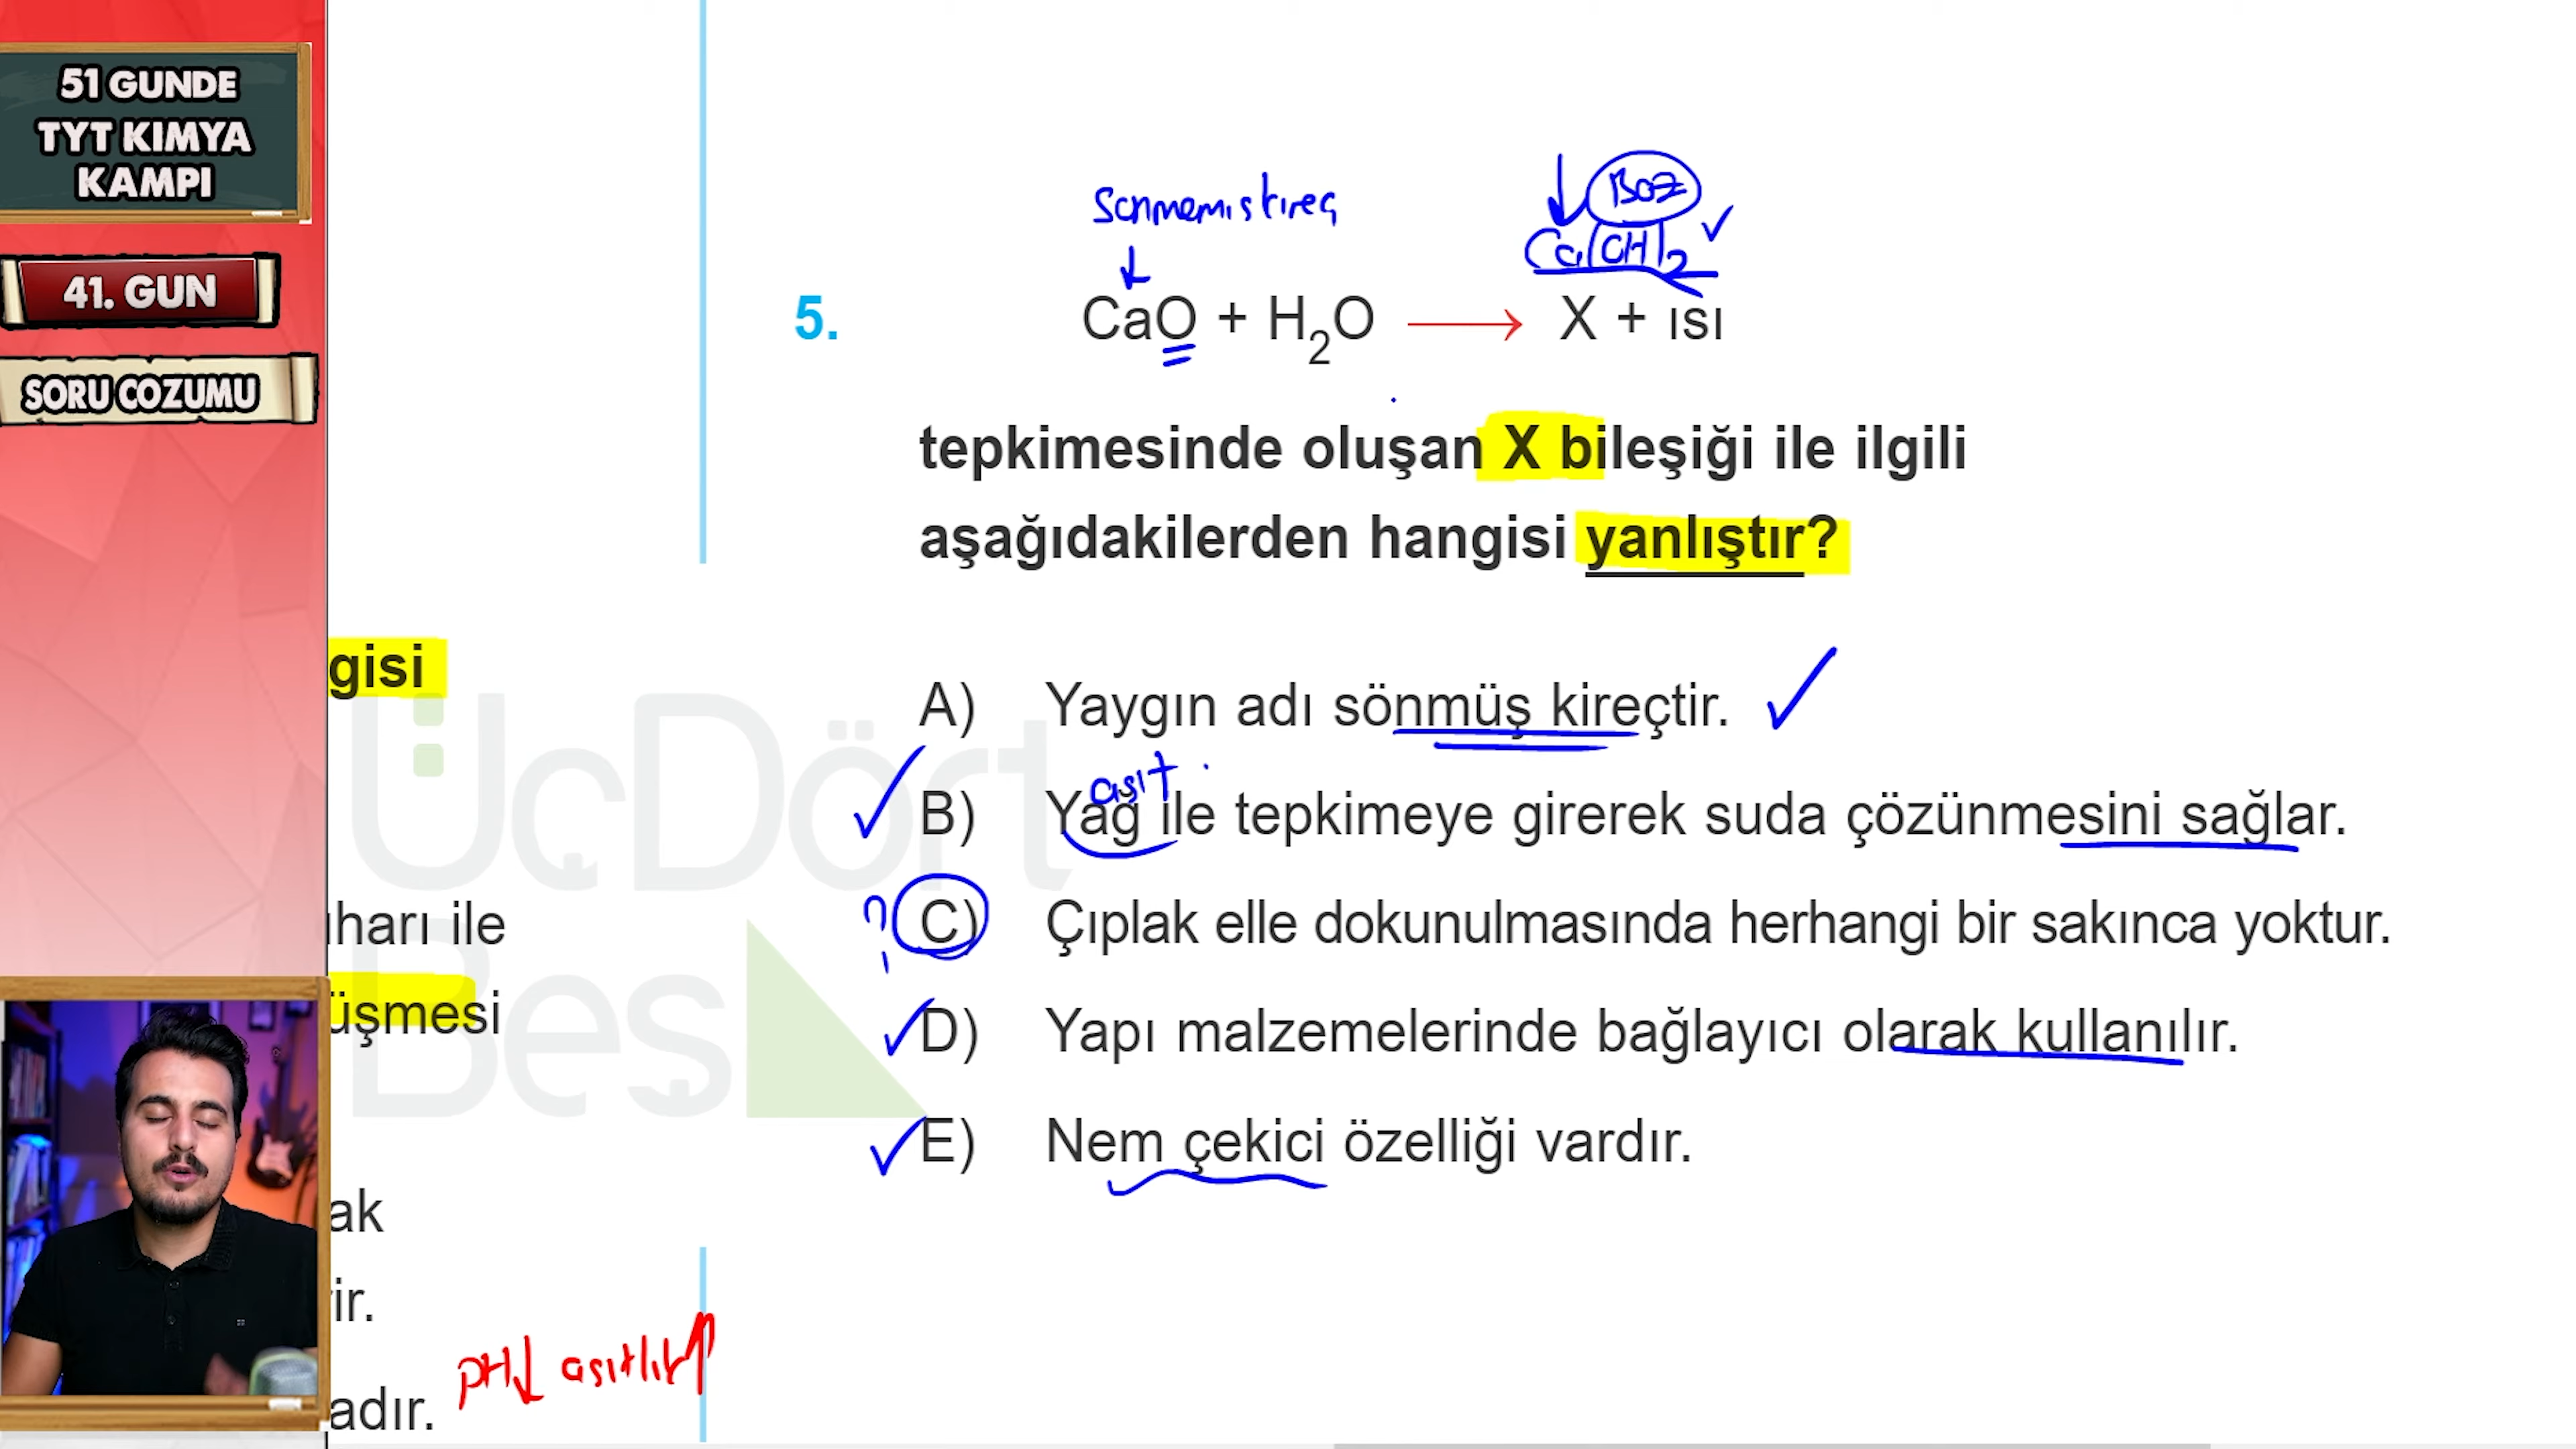 51 GUNDE
TYT KIMYA
KAMPI
41. GUN
SORU COZUMU
gisi
harı ile
üşmesi
ak
ir.
adır.
pH↓ asitlik↑
Sönmemiş kireç
Baz
Ca(OH)2
5. CaO + H2O → X + ısı
tepkimesinde oluşan X bileşiği ile ilgili
aşağıdakilerden hangisi yanlıştır?
A) Yaygın adı sönmüş kireçtir.
asit
B) Yağ ile tepkimeye girerek suda çözünmesini sağlar.
C) Çıplak elle dokunulmasında herhangi bir sakınca yoktur.
D) Yapı malzemelerinde bağlayıcı olarak kullanılır.
E) Nem çekici özelliği vardır.
ÜçDört
Beş